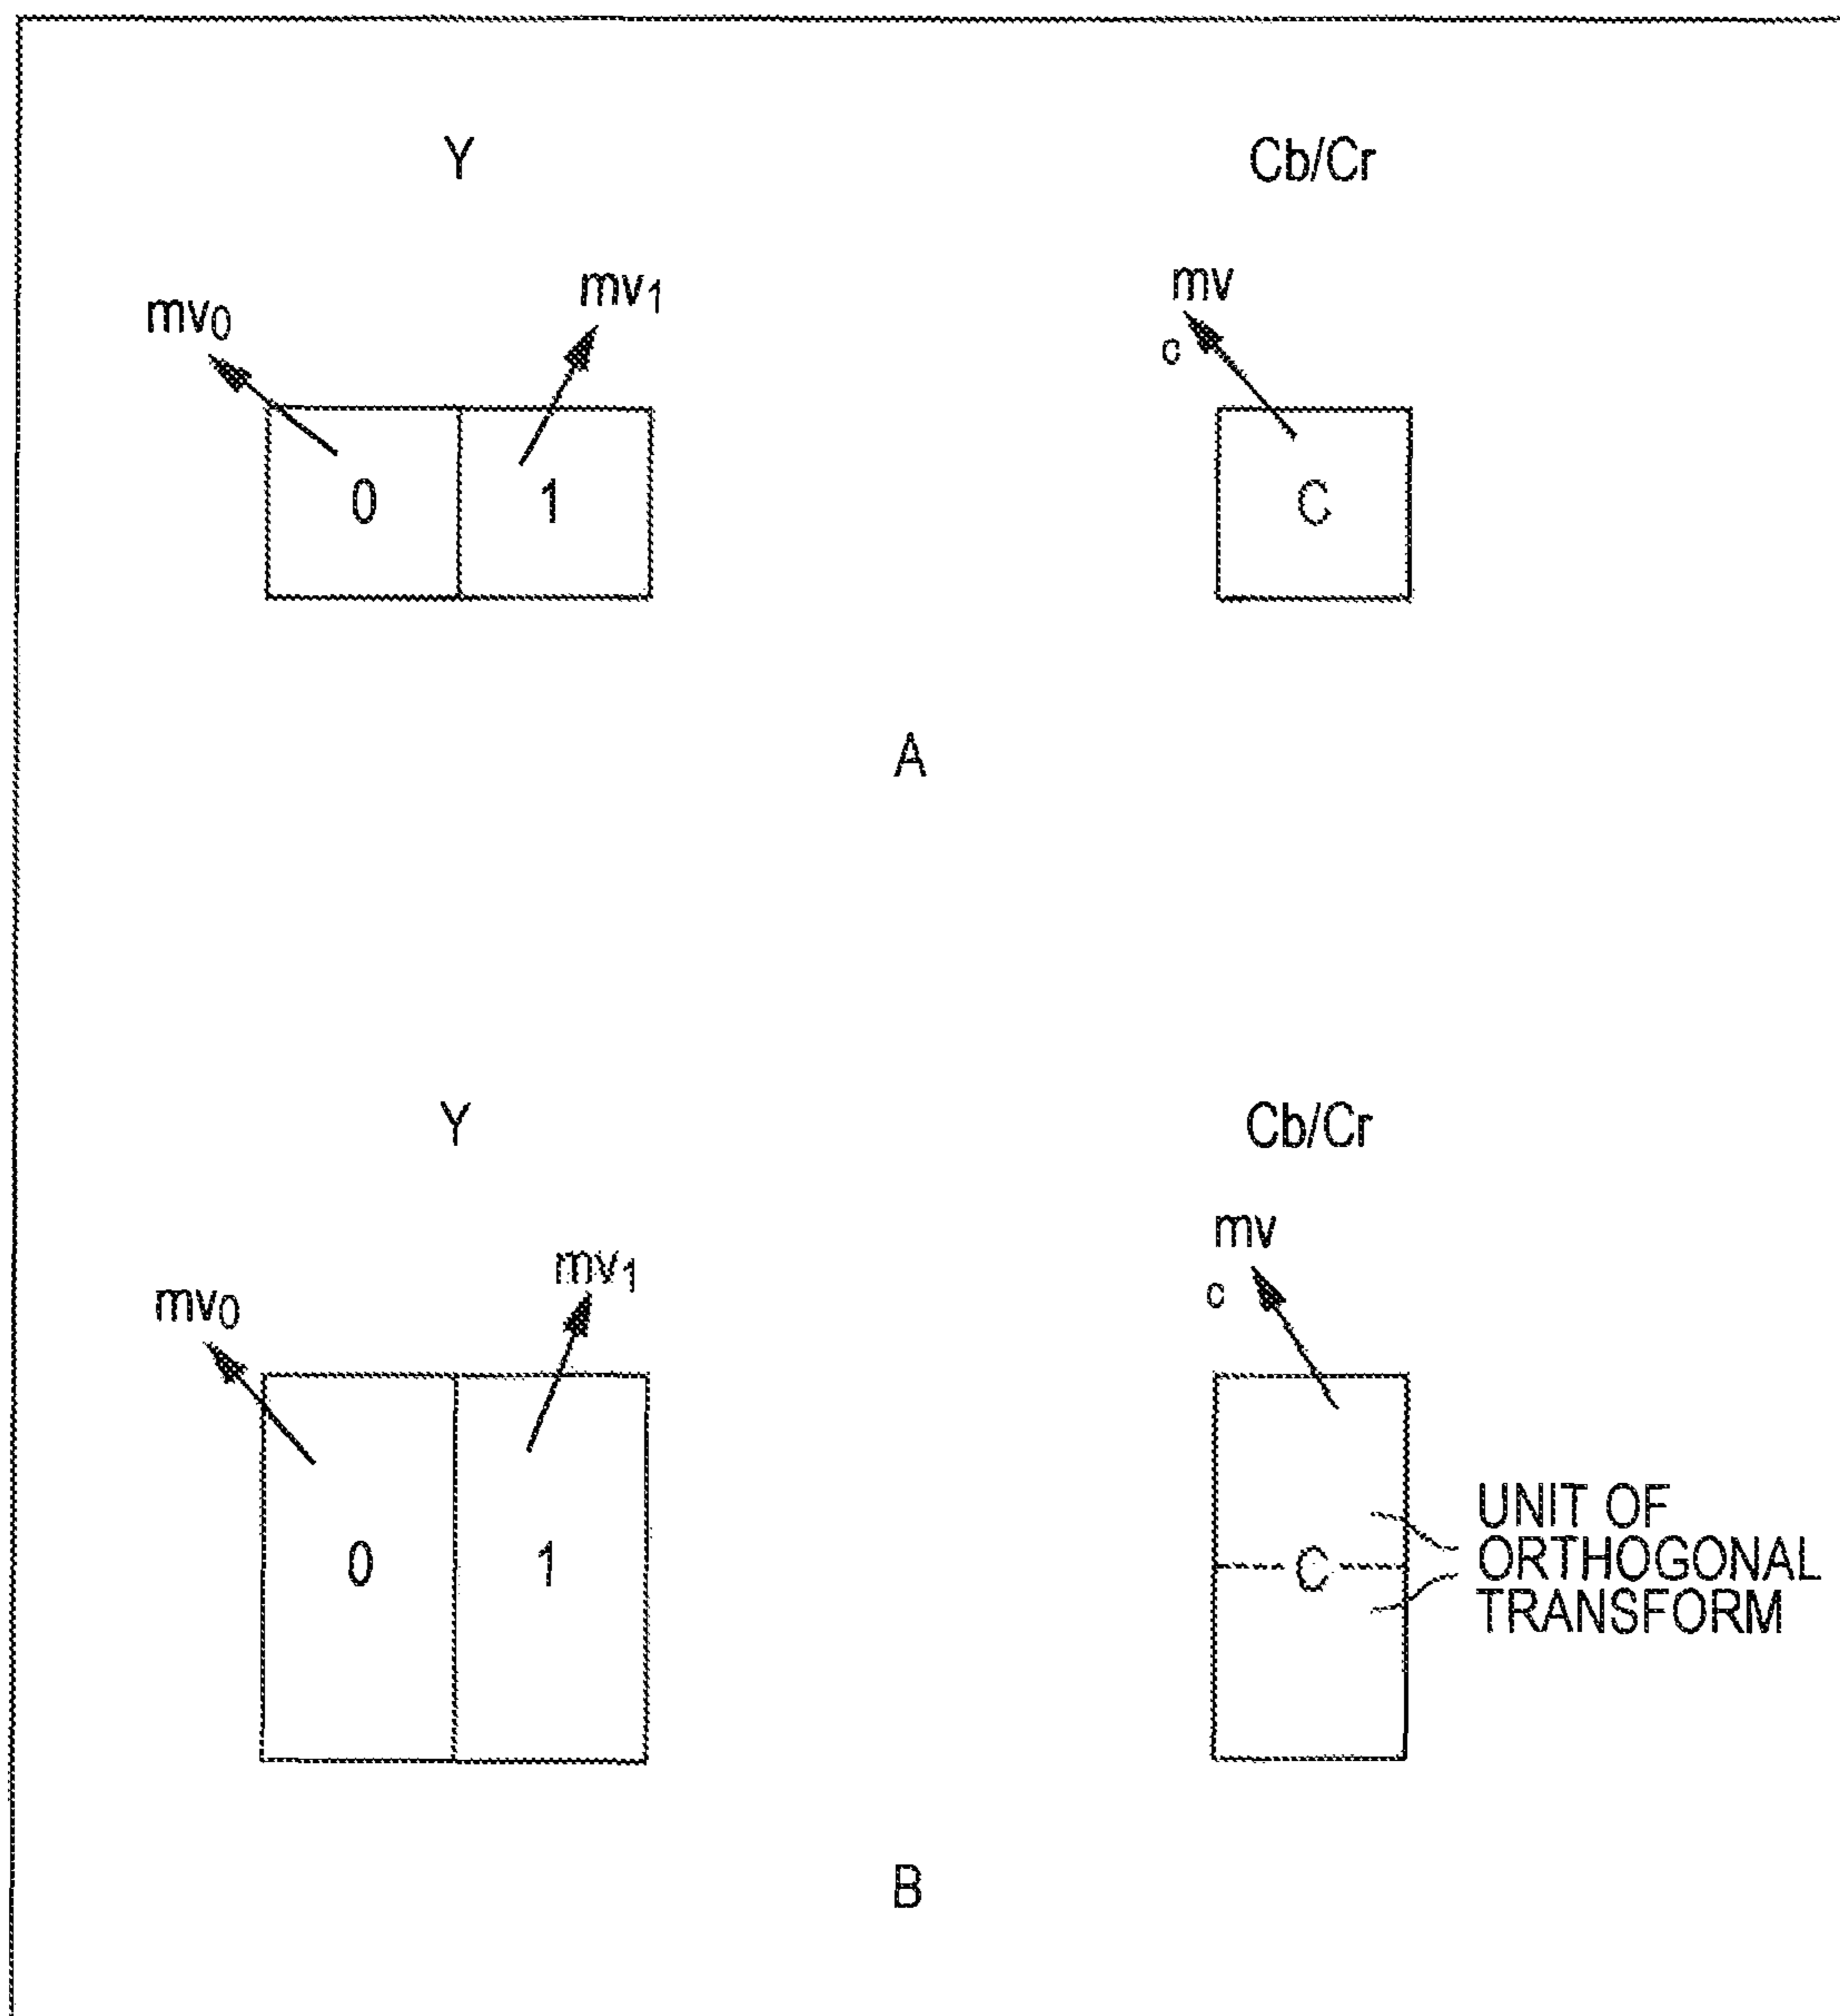 Y
Cb/Cr
mv0
mv1
mv
c
0
1
C
A
Y
Cb/Cr
mv0
mv1
mv
c
0
1
C
UNIT OF
ORTHOGONAL
TRANSFORM
B